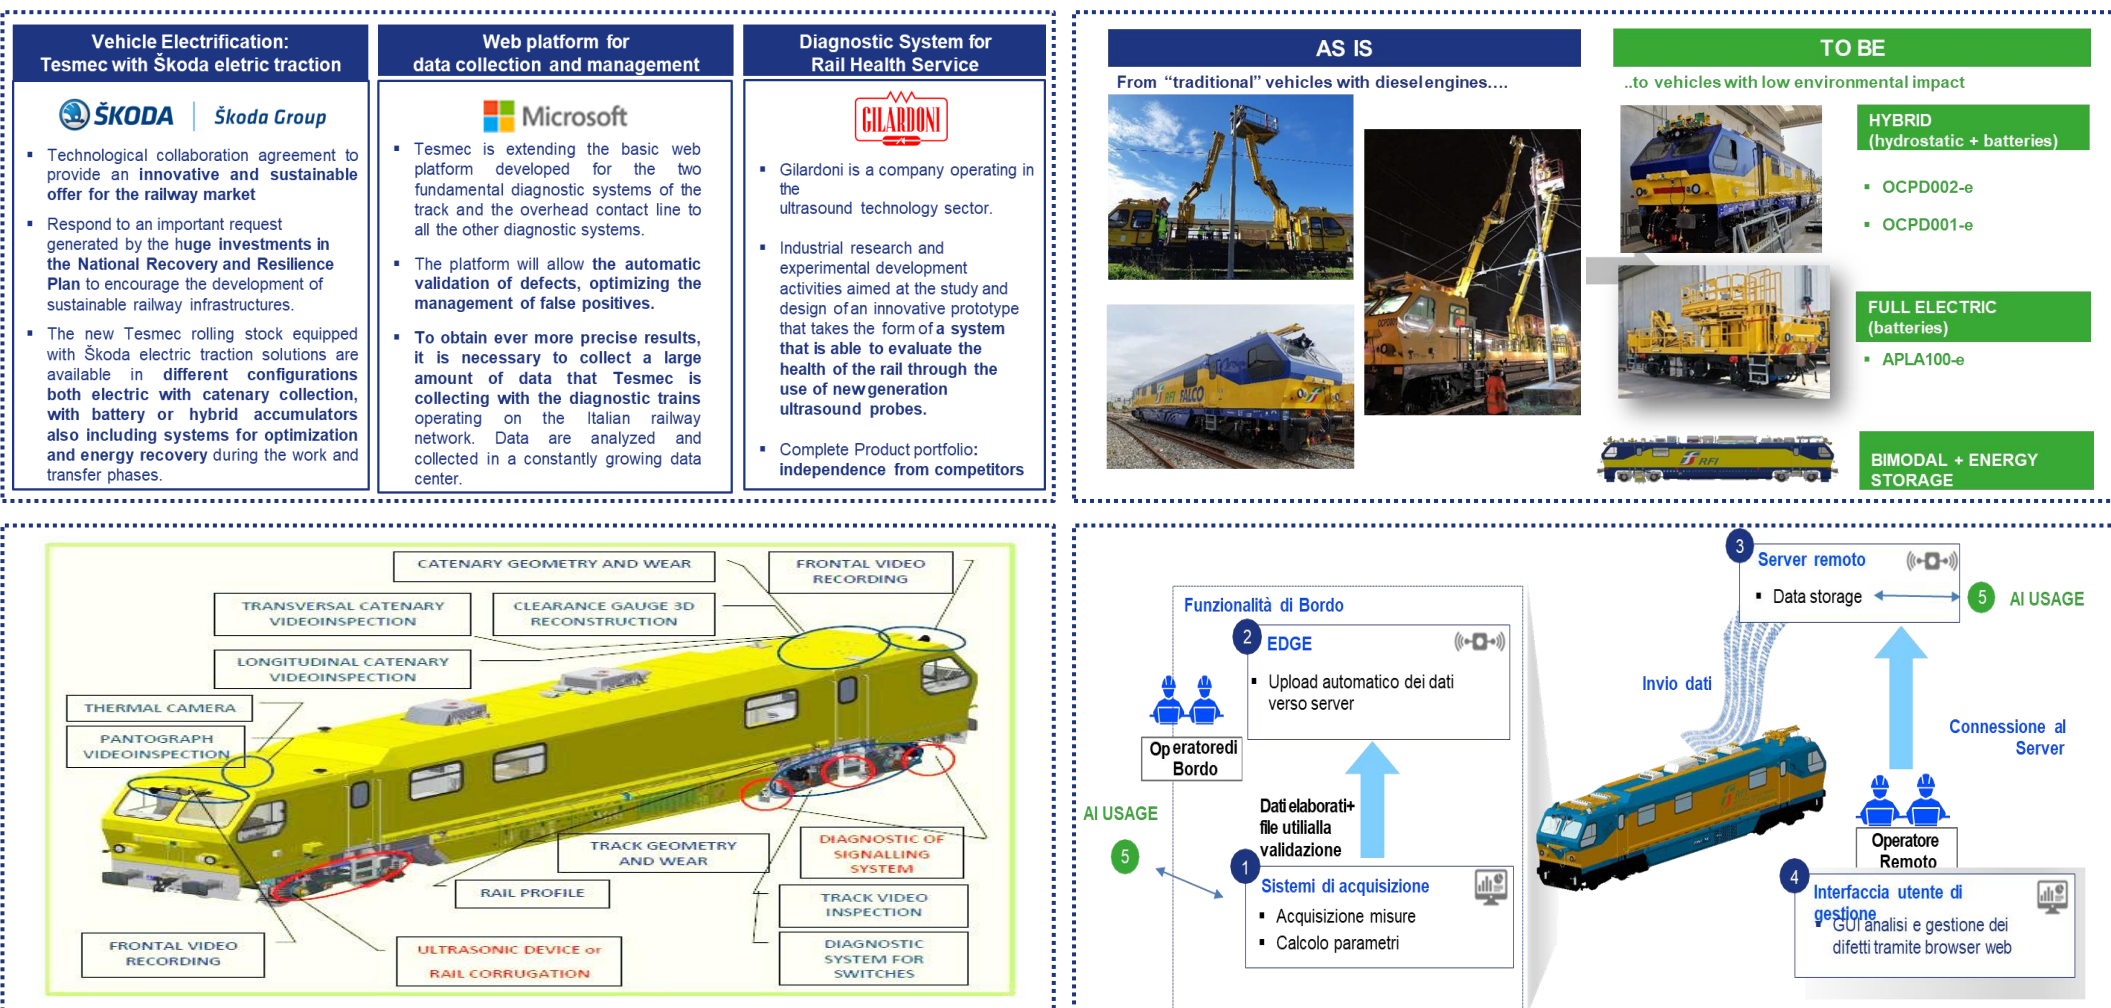 Vehicle Electrification:
Tesmec with Škoda eletric traction
ŠKODA
Škoda Group
Technological collaboration agreement to
provide an innovative and sustainable
offer for the railway market
Respond to an important request
generated by the huge investments in
the National Recovery and Resilience
Plan to encourage the development of
sustainable railway infrastructures.
The new Tesmec rolling stock equipped
with Škoda electric traction solutions are
available in different configurations
both electric with catenary collection,
with battery or hybrid accumulators
also including systems for optimization
and energy recovery during the work and
transfer phases.
Web platform for
data collection and management
Microsoft
Tesmec is extending the basic web
platform developed for the two
fundamental diagnostic systems of the
track and the overhead contact line to
all the other diagnostic systems.
The platform will allow the automatic
validation of defects, optimizing the
management of false positives.
To obtain ever more precise results,
it is necessary to collect a large
amount of data that Tesmec is
collecting with the diagnostic trains
operating on the Italian railway
network. Data are analyzed and
collected in a constantly growing data
center.
Diagnostic System for
Rail Health Service
GILARDONI
Gilardoni is a company operating in
the
ultrasound technology sector.
Industrial research and
experimental development
activities aimed at the study and
design of an innovative prototype
that takes the form of a system
that is able to evaluate the
health of the rail through the
use of new generation
ultrasound probes.
Complete Product portfolio:
independence from competitors
AS IS
From “traditional” vehicles with diesel engines….
RFI FALCO
TO BE
..to vehicles with low environmental impact
HYBRID
(hydrostatic + batteries)
OCPD002-e
OCPD001-e
FULL ELECTRIC
(batteries)
APLA100-e
RFI
BIMODAL + ENERGY
STORAGE
CATENARY GEOMETRY AND WEAR
FRONTAL VIDEO
RECORDING
TRANSVERSAL CATENARY
VIDEOINSPECTION
CLEARANCE GAUGE 3D
RECONSTRUCTION
LONGITUDINAL CATENARY
VIDEOINSPECTION
THERMAL CAMERA
PANTOGRAPH
VIDEOINSPECTION
TRACK GEOMETRY
AND WEAR
DIAGNOSTIC OF
SIGNALLING
SYSTEM
RAIL PROFILE
TRACK VIDEO
INSPECTION
FRONTAL VIDEO
RECORDING
ULTRASONIC DEVICE or
RAIL CORRUGATION
DIAGNOSTIC
SYSTEM FOR
SWITCHES
Funzionalità di Bordo
2
EDGE
Upload automatico dei dati
verso server
Operatoredi
Bordo
AI USAGE
5
Dati elaborati+
file utilialla
validazione
1
Sistemi di acquisizione
Acquisizione misure
Calcolo parametri
3
Server remoto
Data storage
5
AI USAGE
Invio dati
Connessione al
Server
Operatore
Remoto
4
Interfaccia utente di
gestione
GUI analisi e gestione dei
difetti tramite browser web